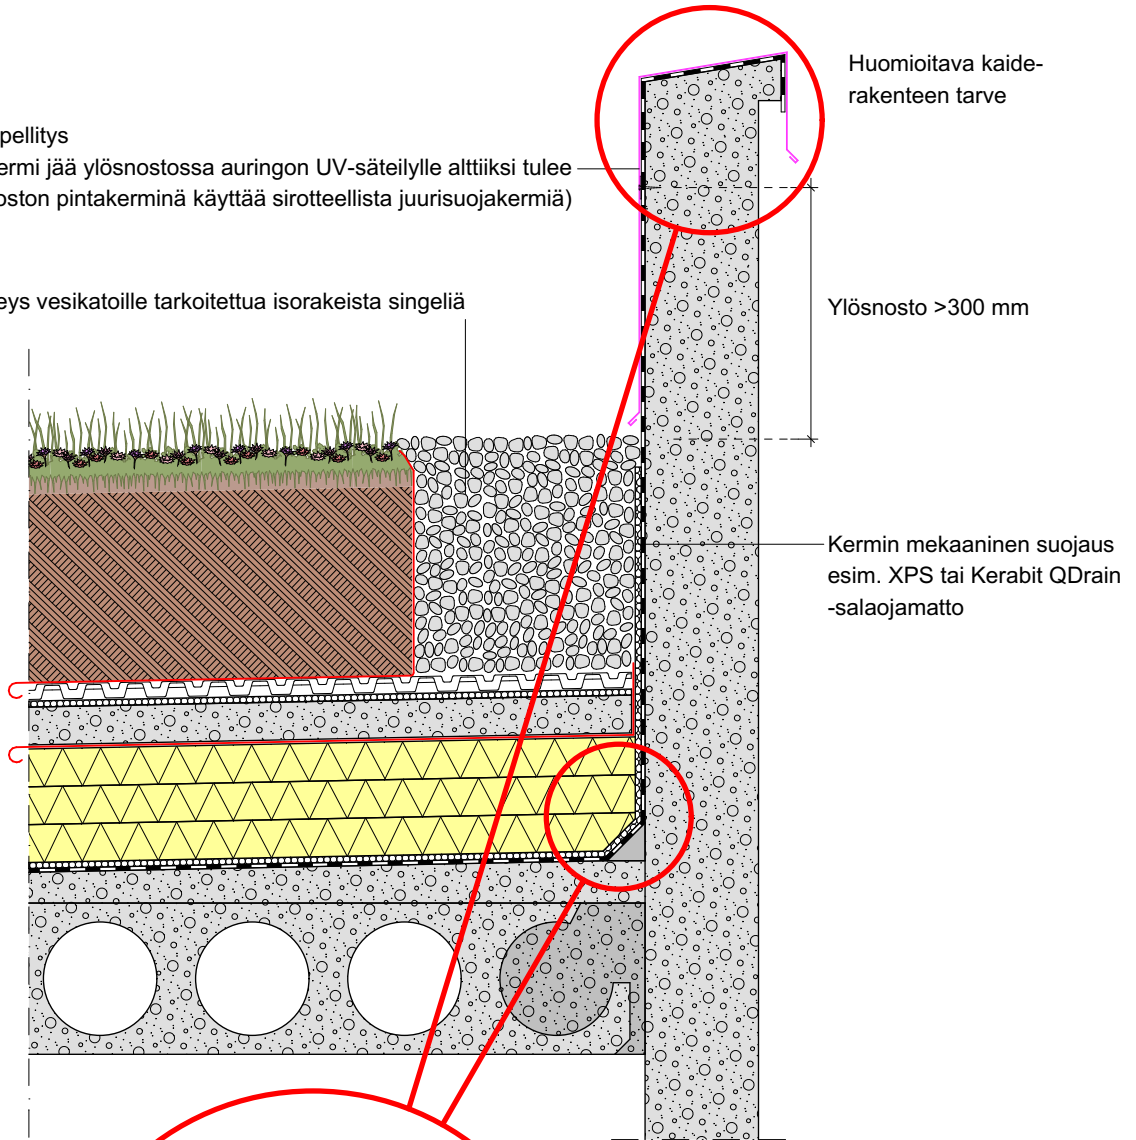 Huomioitava kaide-
rakenteen tarve
pellitys
ermi jää ylösnostossa auringon UV-säteilylle alttiiksi tulee
oston pintakerminä käyttää sirotteellista juurisuojakermiä)
eys vesikatoille tarkoitettua isorakeista singeliä
Ylösnosto >300 mm
Kermin mekaaninen suojaus
esim. XPS tai Kerabit QDrain
-salaojamatto